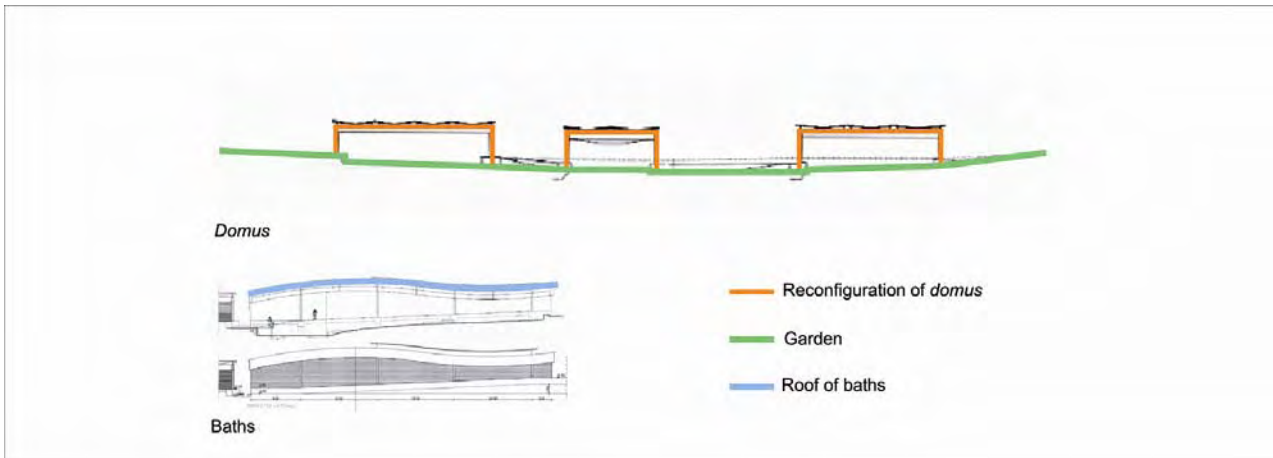 Domus
Reconfiguration of domus
Garden
Roof of baths
Baths